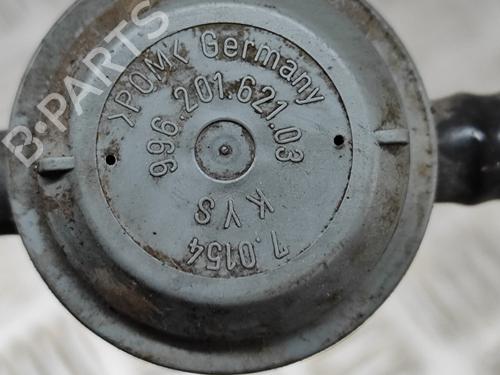 >POM< Germany
996.201.621.03
KYS
7.0154
B-PARTS